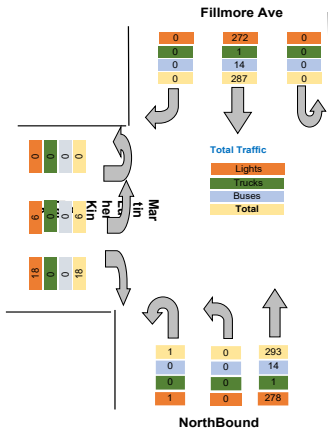 Fillmore Ave
0 272 0
0 1 0
0 14 0
0 287 0
Total Traffic
Lights
Trucks
Buses
Total
0 0 0 0
6 0 0 6
18 0 0 18
Mar
tin
her
Kin
1 0 293
0 0 14
0 0 1
1 0 278
NorthBound